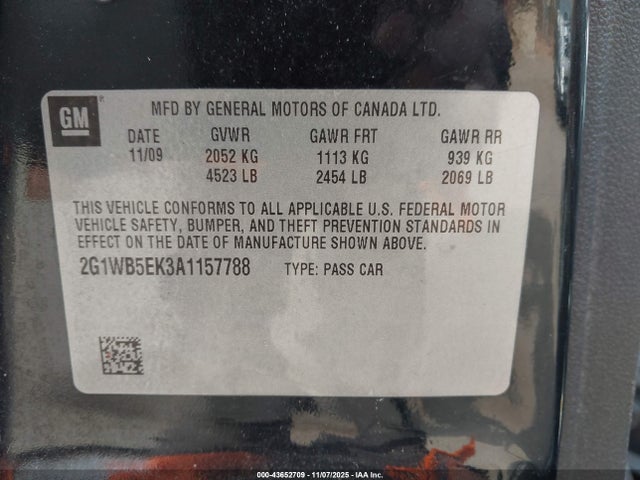 GM
MFD BY GENERAL MOTORS OF CANADA LTD.
DATE GVWR GAWR FRT GAWR RR
11/09 2052 KG 1113 KG 939 KG
4523 LB 2454 LB 2069 LB
THIS VEHICLE CONFORMS TO ALL APPLICABLE U.S. FEDERAL MOTOR
VEHICLE SAFETY, BUMPER, AND THEFT PREVENTION STANDARDS IN
EFFECT ON THE DATE OF MANUFACTURE SHOWN ABOVE.
2G1WB5EK3A1157788 TYPE: PASS CAR
000-43652709 - 11/07/2025 - IAA Inc.